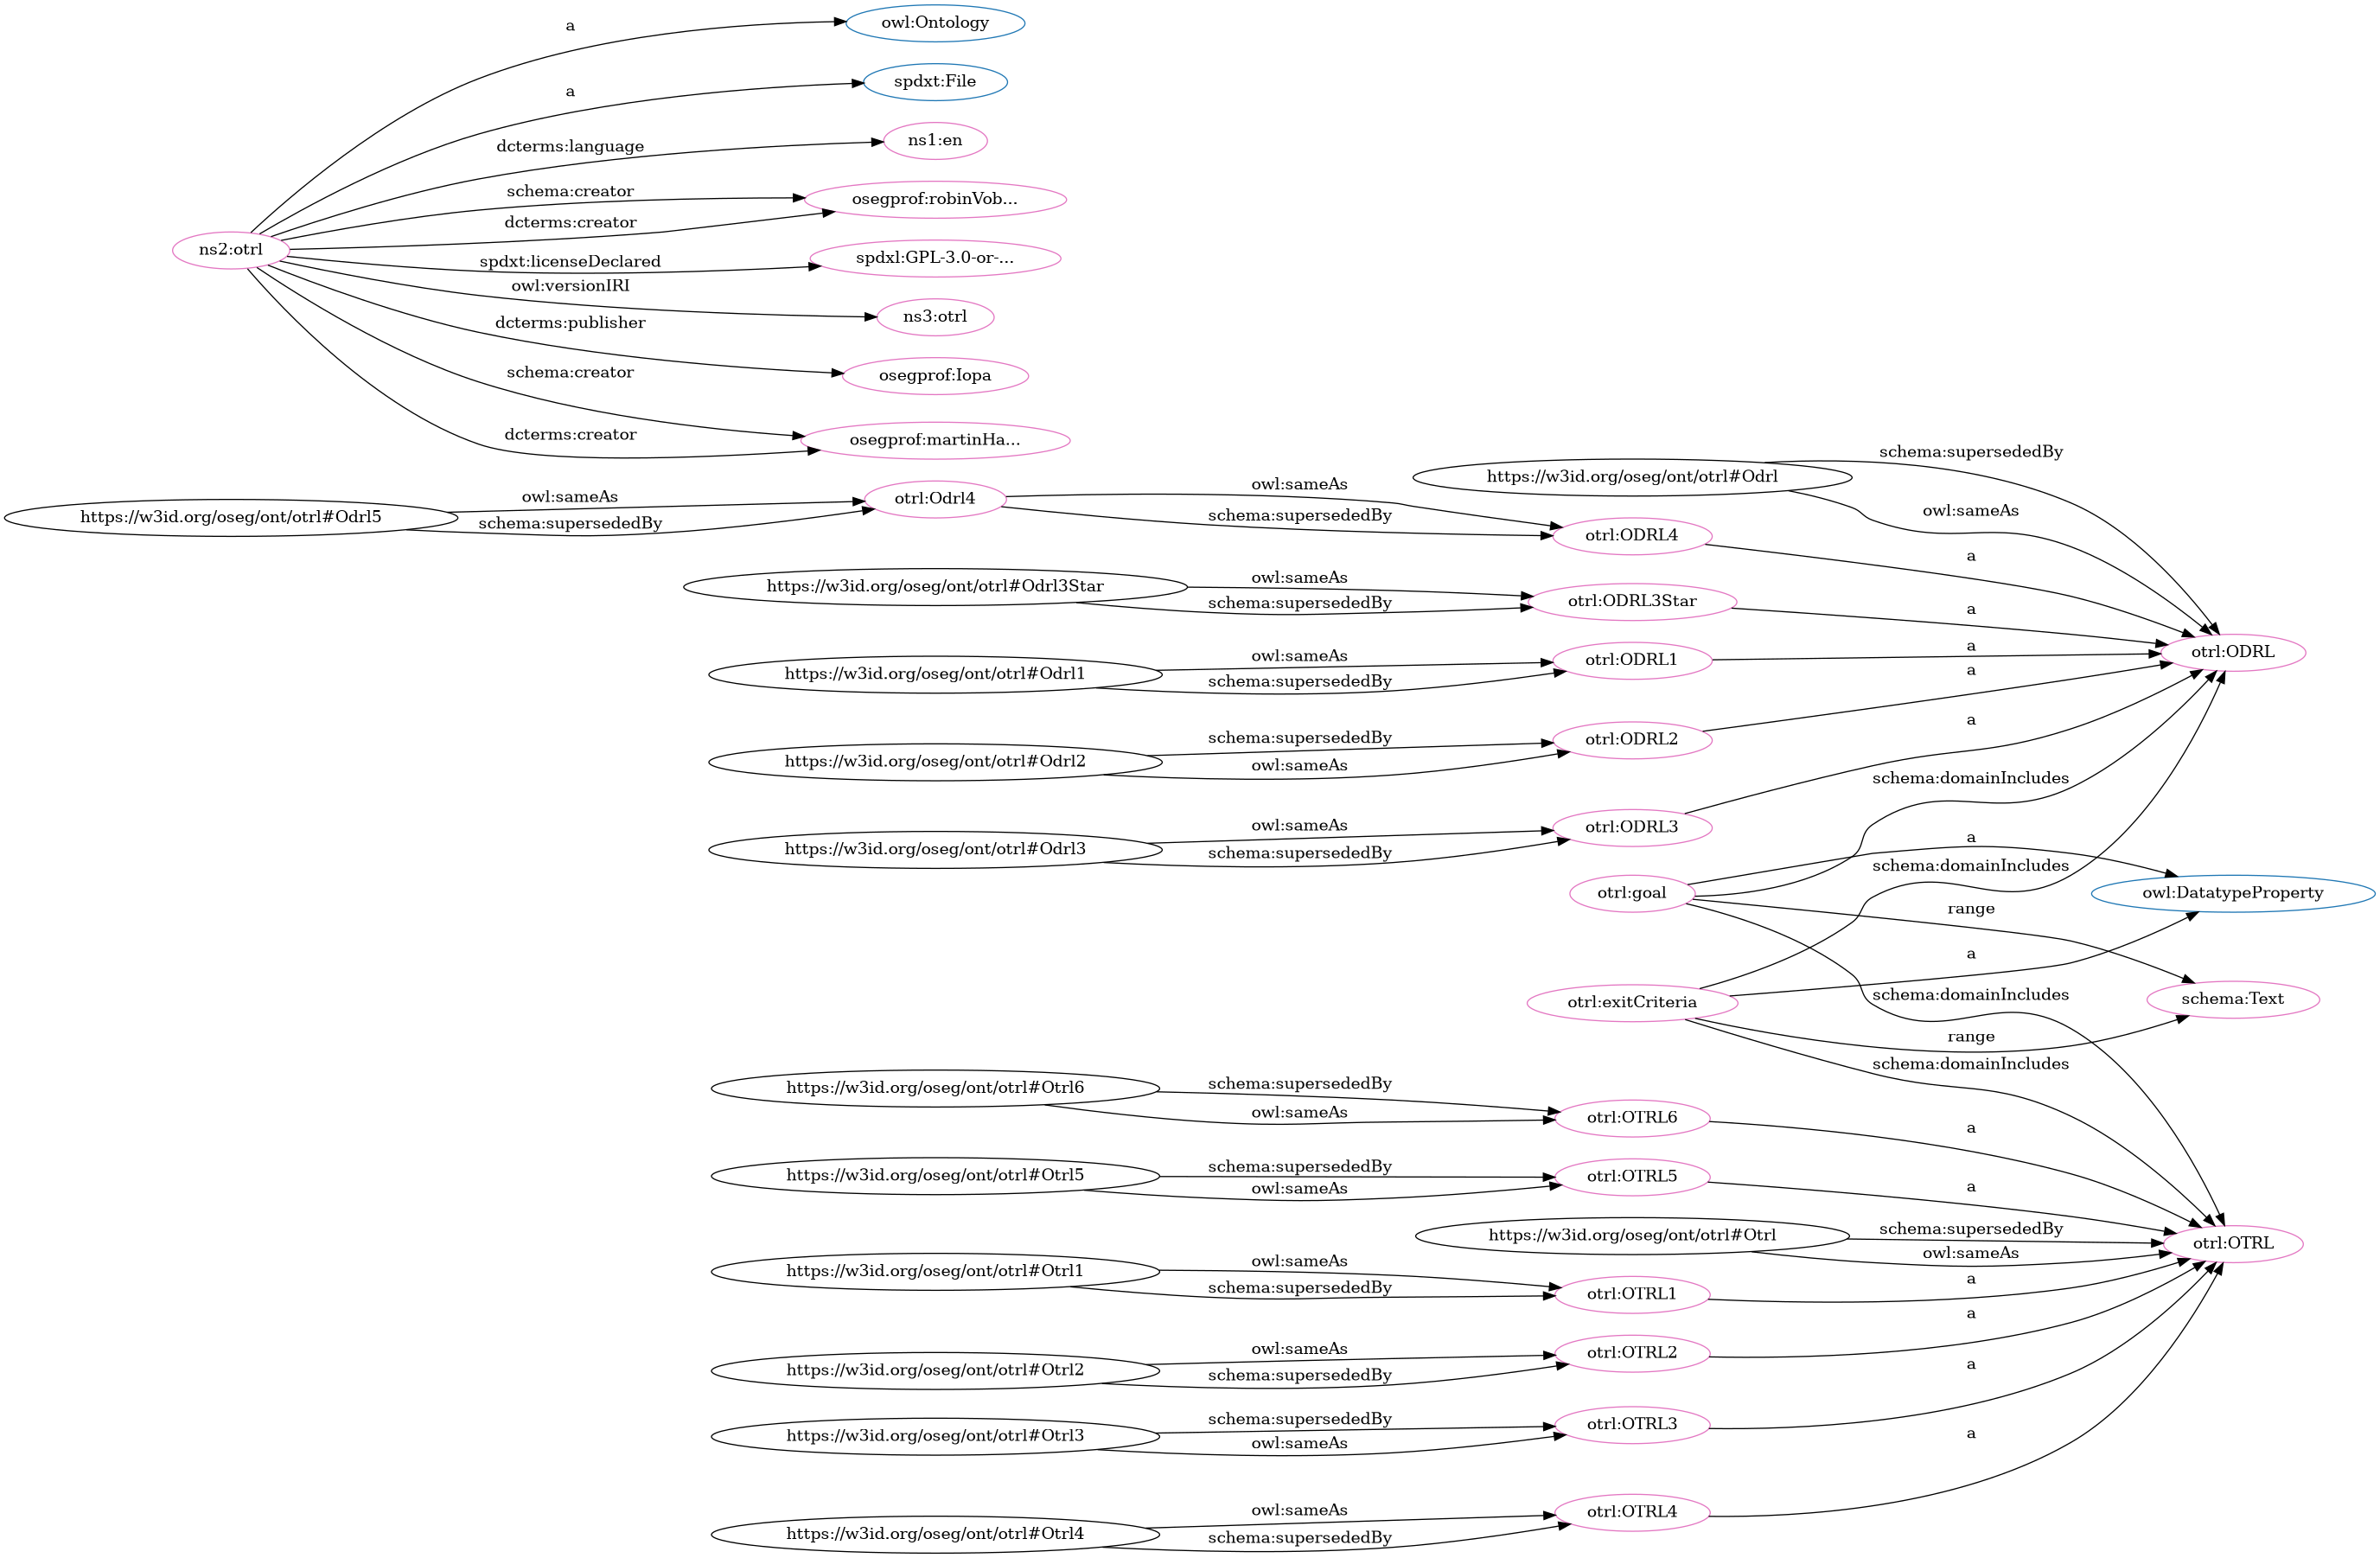 a
owl:Ontology
a
spdxt:File
dcterms:language
ns1:en
schema:creator
osegprof:robinVob...
dcterms:creator
ns2:otrl
spdxt:licenseDeclared
spdxl:GPL-3.0-or-...
owl:versionIRI
ns3:otrl
dcterms:publisher
osegprof:Iopa
schema:creator
dcterms:creator
osegprof:martinHa...
https://w3id.org/oseg/ont/otrl#Odrl5
owl:sameAs
schema:supersededBy
otrl:Odrl4
owl:sameAs
schema:supersededBy
otrl:ODRL4
https://w3id.org/oseg/ont/otrl#Odrl
schema:supersededBy
owl:sameAs
a
https://w3id.org/oseg/ont/otrl#Odrl3Star
owl:sameAs
schema:supersededBy
otrl:ODRL3Star
a
https://w3id.org/oseg/ont/otrl#Odrl1
owl:sameAs
schema:supersededBy
otrl:ODRL1
a
otrl:ODRL
https://w3id.org/oseg/ont/otrl#Odrl2
schema:supersededBy
owl:sameAs
otrl:ODRL2
a
https://w3id.org/oseg/ont/otrl#Odrl3
owl:sameAs
schema:supersededBy
otrl:ODRL3
a
otrl:goal
schema:domainIncludes
a
schema:domainIncludes
owl:DatatypeProperty
range
otrl:exitCriteria
a
schema:domainIncludes
schema:Text
range
schema:domainIncludes
https://w3id.org/oseg/ont/otrl#Otrl6
schema:supersededBy
owl:sameAs
otrl:OTRL6
a
https://w3id.org/oseg/ont/otrl#Otrl5
schema:supersededBy
owl:sameAs
otrl:OTRL5
a
https://w3id.org/oseg/ont/otrl#Otrl
schema:supersededBy
owl:sameAs
otrl:OTRL
https://w3id.org/oseg/ont/otrl#Otrl1
owl:sameAs
schema:supersededBy
otrl:OTRL1
a
https://w3id.org/oseg/ont/otrl#Otrl2
owl:sameAs
schema:supersededBy
otrl:OTRL2
a
https://w3id.org/oseg/ont/otrl#Otrl3
schema:supersededBy
owl:sameAs
otrl:OTRL3
a
https://w3id.org/oseg/ont/otrl#Otrl4
owl:sameAs
schema:supersededBy
otrl:OTRL4
a